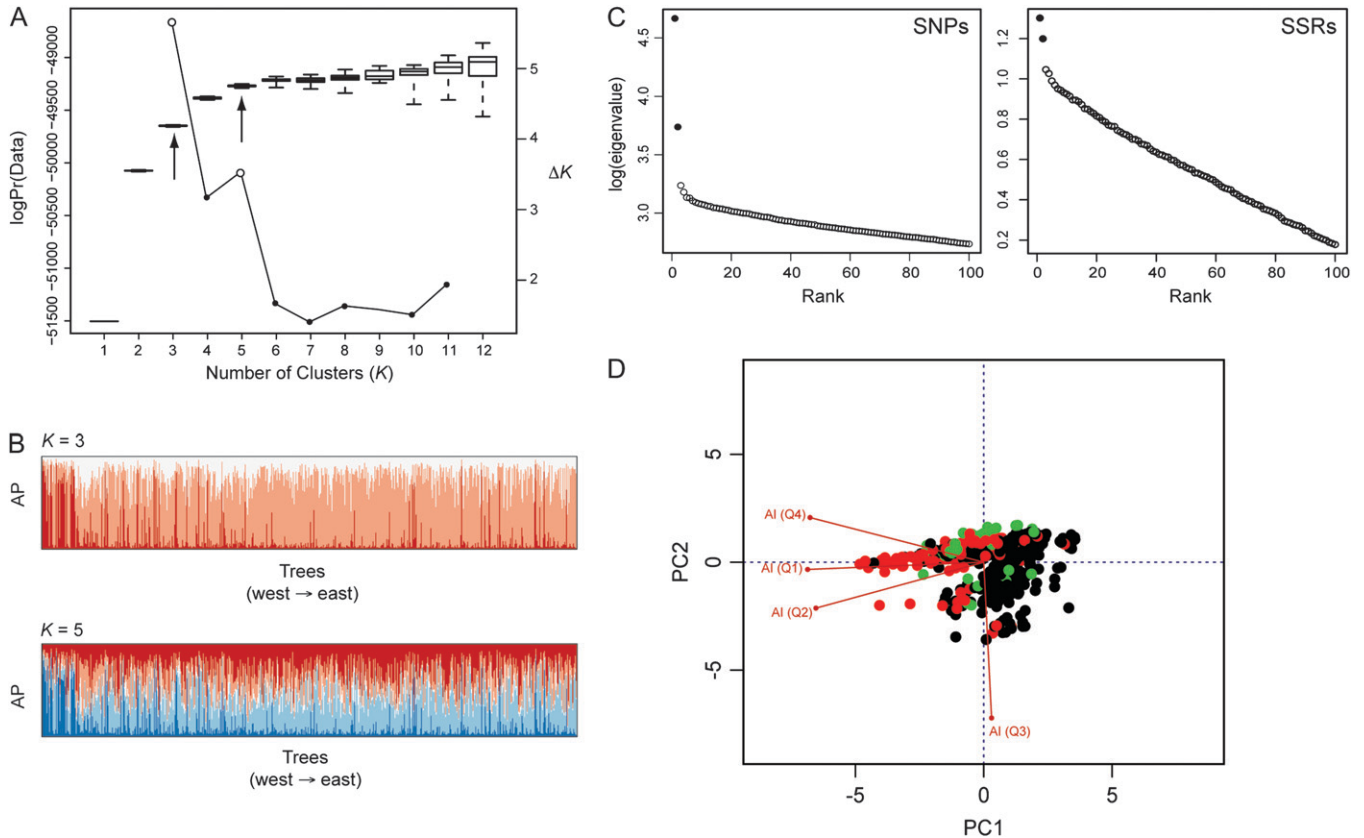 A
logPr(Data)
-49000
-49500
-50000
-50500
-51000
-51500
5
4
3
2
ΔK
1 2 3 4 5 6 7 8 9 10 11 12
Number of Clusters (K)
B
K = 3
AP
Trees
(west → east)
K = 5
AP
Trees
(west → east)
C
SNPs
log(eigenvalue)
4.5
4.0
3.5
3.0
0 20 40 60 80 100
Rank
SSRs
1.2
1.0
0.8
0.6
0.4
0.2
0 20 40 60 80 100
Rank
D
PC2
5
0
-5
AI (Q4)
AI (Q1)
AI (Q2)
AI (Q3)
-5 0 5
PC1